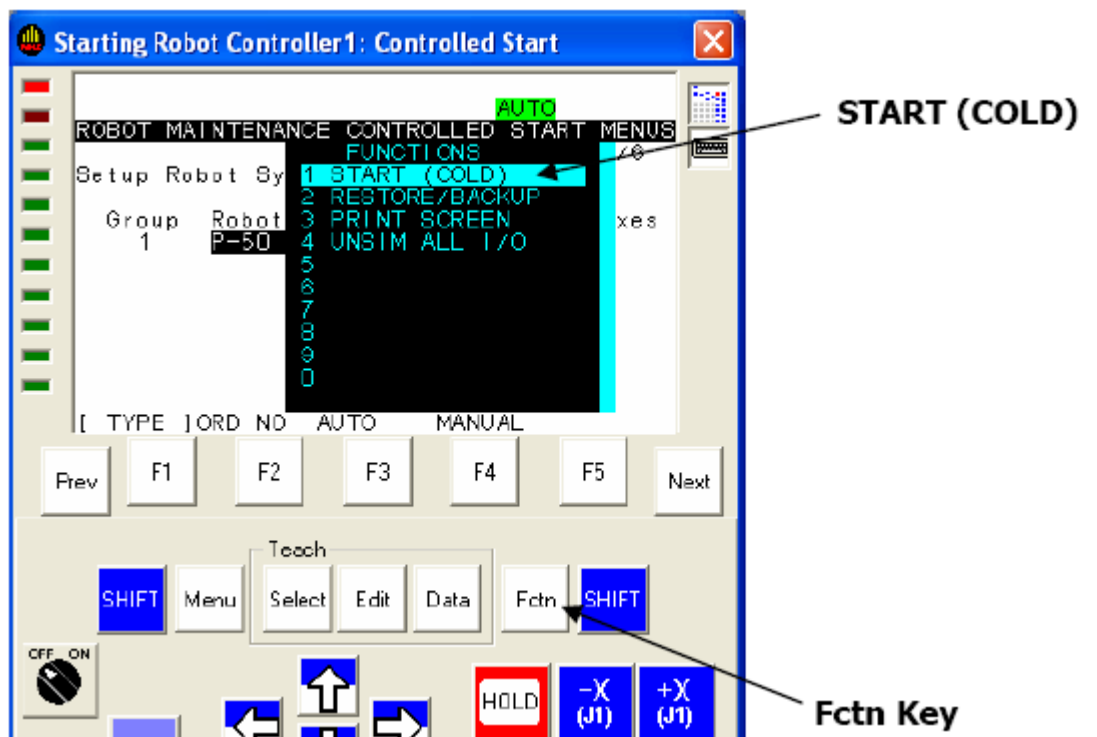 Starting Robot Controller1: Controlled Start
AUTO
START (COLD)
ROBOT MAINTENANCE CONTROLLED START MENUS
FUNCTIONS
Setup Robot Sy
1 START (COLD)
2 RESTORE/BACKUP
Group Robot
3 PRINT SCREEN
xes
1 P-50
4 UNSIM ALL I/O
5
6
7
8
9
0
[ TYPE ]ORD NO AUTO MANUAL
Prev F1 F2 F3 F4 F5 Next
Teach
SHIFT Menu Select Edit Data Fctn SHIFT
OFF ON
HOLD
-X (J1)
+X (J1)
Fctn Key